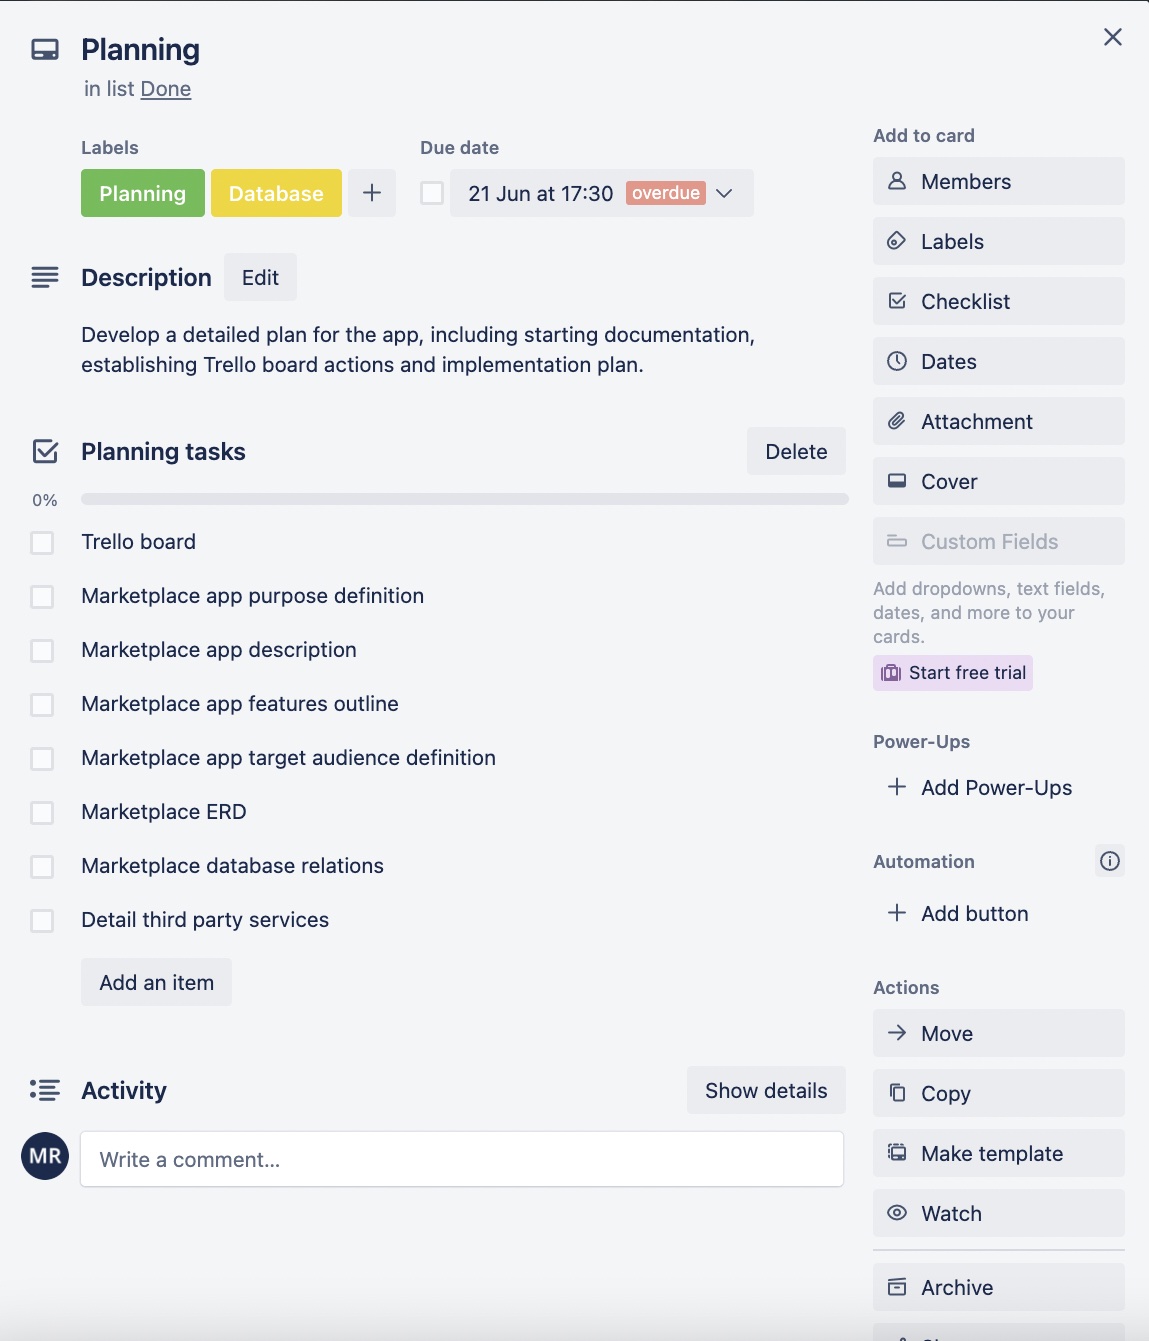 Planning
in list Done
Labels
Planning
Database
Due date
21 Jun at 17:30 overdue
Description
Edit
Develop a detailed plan for the app, including starting documentation,
establishing Trello board actions and implementation plan.
Planning tasks
Delete
0%
Trello board
Marketplace app purpose definition
Marketplace app description
Marketplace app features outline
Marketplace app target audience definition
Marketplace ERD
Marketplace database relations
Detail third party services
Add an item
Activity
Show details
MR
Write a comment...
Add to card
Members
Labels
Checklist
Dates
Attachment
Cover
Custom Fields
Add dropdowns, text fields,
dates, and more to your
cards.
Start free trial
Power-Ups
Add Power-Ups
Automation
Add button
Actions
Move
Copy
Make template
Watch
Archive